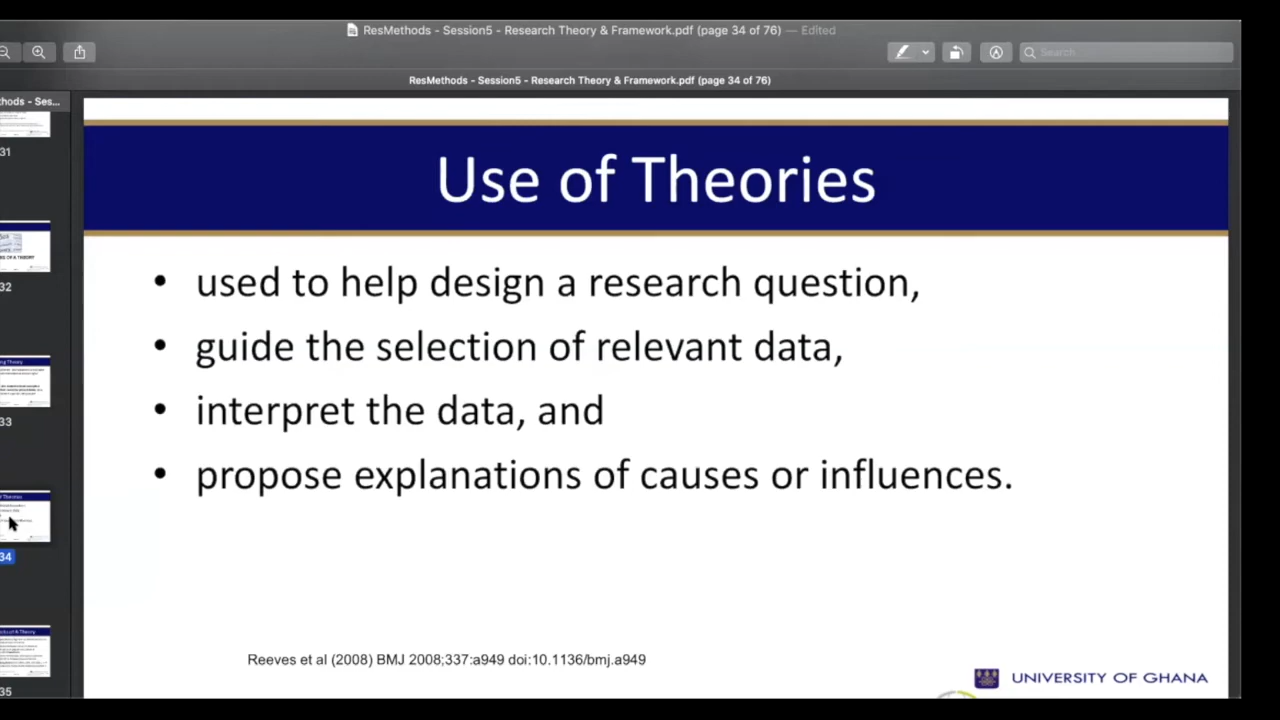 ResMethods - Session5 - Research Theory & Framework.pdf (page 34 of 76) — Edited
Search
ResMethods - Session5 - Research Theory & Framework.pdf (page 34 of 76)
thods - Ses...
31
32
33
34
35
Use of Theories
• used to help design a research question,
• guide the selection of relevant data,
• interpret the data, and
• propose explanations of causes or influences.
Reeves et al (2008) BMJ 2008;337:a949 doi:10.1136/bmj.a949
UNIVERSITY OF GHANA